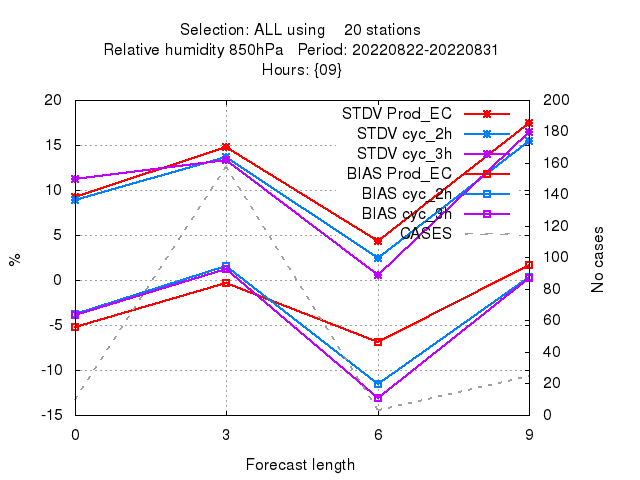 Selection: ALL using 20 stations
Relative humidity 850hPa Period: 20220822-20220831
Hours: {09}
20 200
STDV Prod_EC
180
STDV cyc_2h
15
STDV cyc_3h
160
BIAS Prod_EC
10
140
BIAS cyc_2h
BIAS cyc_3h
120
CASES
5
100
% 0
80
No cases
-5
60
40
-10
20
-15 0
0 3 6 9
Forecast length